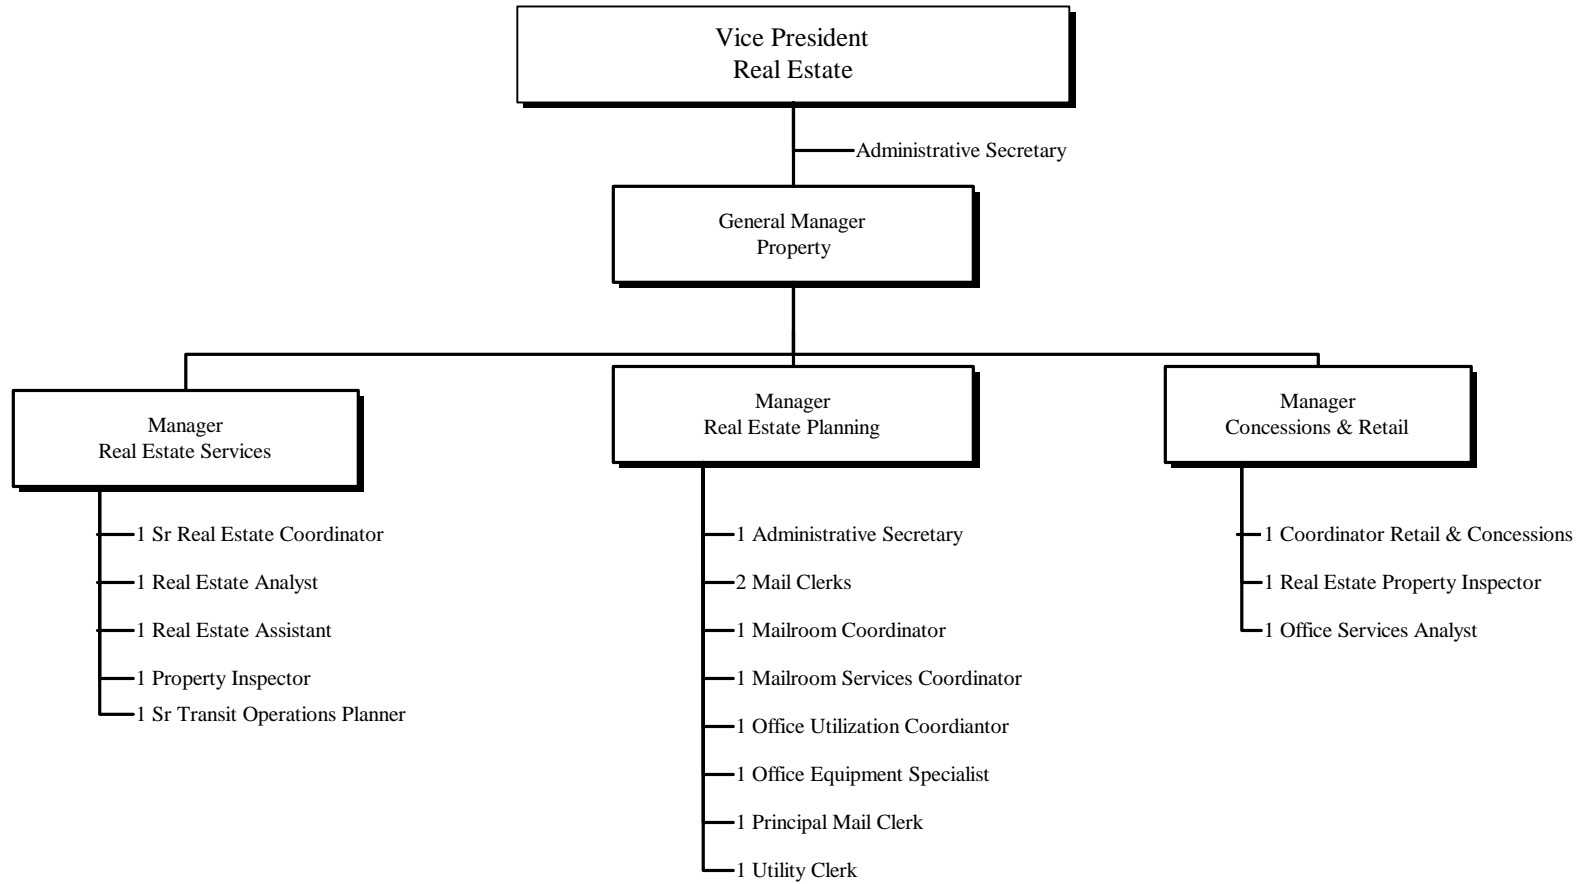 Vice President
Real Estate
Administrative Secretary
General Manager
Property
Manager
Real Estate Services
1 Sr Real Estate Coordinator
1 Real Estate Analyst
1 Real Estate Assistant
1 Property Inspector
1 Sr Transit Operations Planner
Manager
Real Estate Planning
1 Administrative Secretary
2 Mail Clerks
1 Mailroom Coordinator
1 Mailroom Services Coordinator
1 Office Utilization Coordiantor
1 Office Equipment Specialist
1 Principal Mail Clerk
1 Utility Clerk
Manager
Concessions & Retail
1 Coordinator Retail & Concessions
1 Real Estate Property Inspector
1 Office Services Analyst